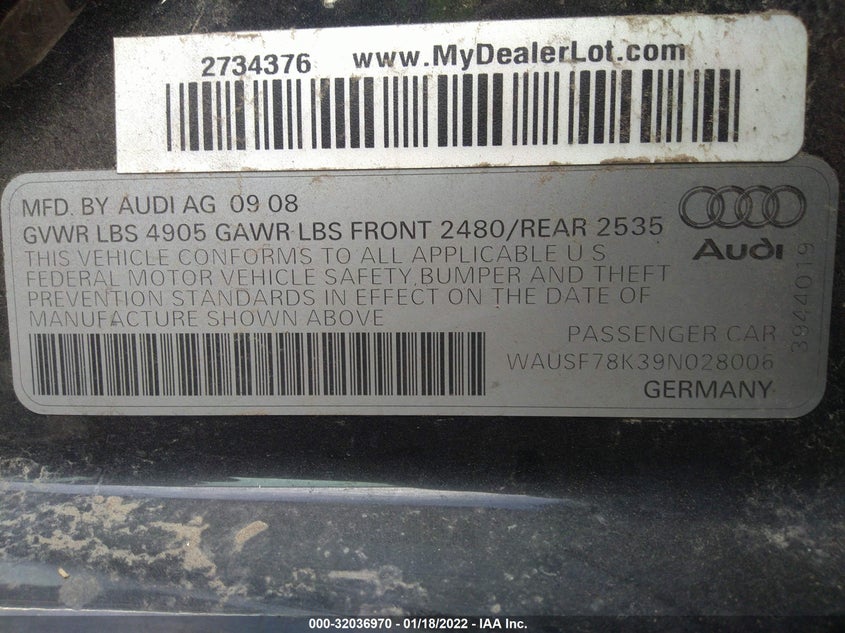 2734376 www.MyDealerLot.com
MFD. BY AUDI AG 09 08
GVWR LBS 4905 GAWR LBS FRONT 2480/REAR 2535
THIS VEHICLE CONFORMS TO ALL APPLICABLE U S
FEDERAL MOTOR VEHICLE SAFETY, BUMPER AND THEFT
PREVENTION STANDARDS IN EFFECT ON THE DATE OF
MANUFACTURE SHOWN ABOVE
Audi
3944019
PASSENGER CAR
WAUSF78K39N028006
GERMANY
000-32036970 - 01/18/2022 - IAA Inc.